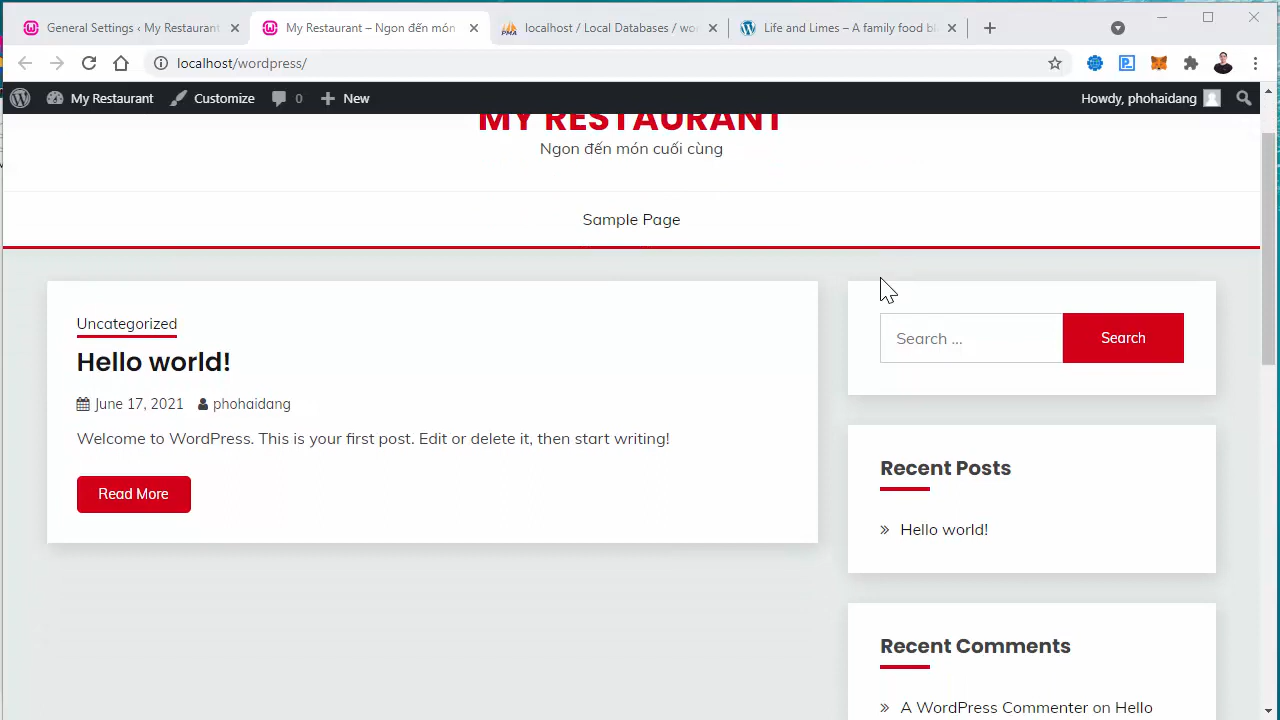 General Settings ‹ My Restaurant
My Restaurant – Ngon đến món
localhost / Local Databases / wor
Life and Limes – A family food bl
localhost/wordpress/
My Restaurant
Customize
0
New
Howdy, phohaidang
MY RESTAURANT
Ngon đến món cuối cùng
Sample Page
Uncategorized
Hello world!
June 17, 2021 phohaidang
Welcome to WordPress. This is your first post. Edit or delete it, then start writing!
Read More
Search ...
Search
Recent Posts
Hello world!
Recent Comments
A WordPress Commenter on Hello